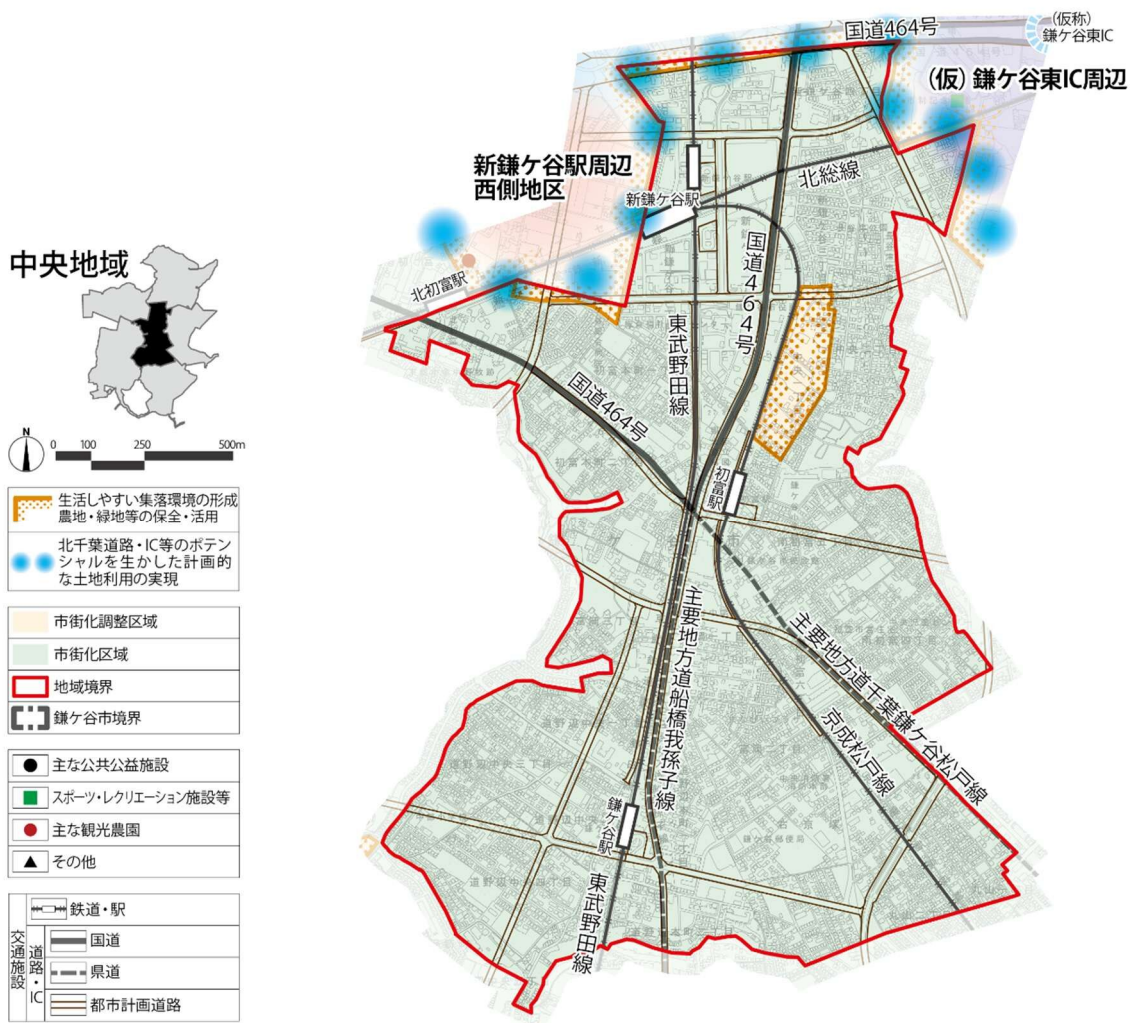 国道464号
(仮称)
鎌ケ谷東IC
(仮)鎌ケ谷東IC周辺
新鎌ケ谷駅周辺
西側地区
新鎌ケ谷駅
北総線
国道464号
北初富駅
東武野田線
国道464号
初富駅
主要地方道船橋我孫子線
主要地方道千葉鎌ケ谷松戸線
京成松戸線
鎌ケ谷駅
東武野田線
中央地域
N
0 100 250 500m
生活しやすい集落環境の形成
農地・緑地等の保全・活用
北千葉道路・IC等のポテン
シャルを生かした計画的
な土地利用の実現
市街化調整区域
市街化区域
地域境界
鎌ケ谷市境界
主な公共公益施設
スポーツ・レクリエーション施設等
主な観光農園
その他
交通施設
鉄道・駅
道路・IC
国道
県道
都市計画道路